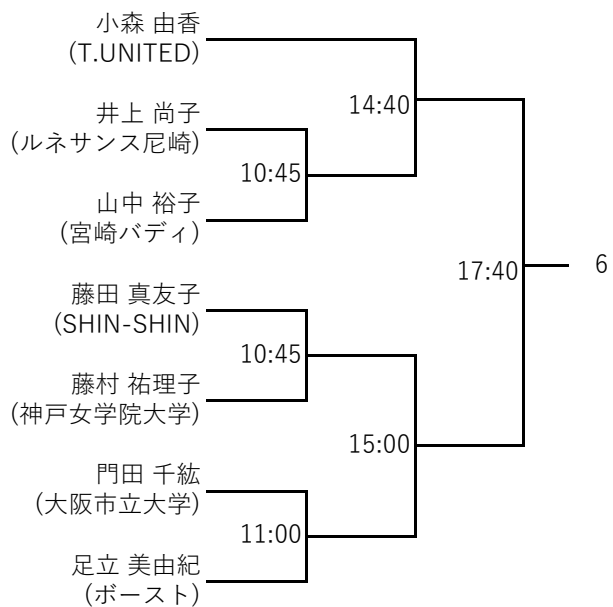 小森 由香
(T.UNITED)
14:40
井上 尚子
(ルネサンス尼崎)
10:45
山中 裕子
(宮崎バディ)
17:40
6
藤田 真友子
(SHIN-SHIN)
10:45
藤村 祐理子
(神戸女学院大学)
15:00
門田 千紘
(大阪市立大学)
11:00
足立 美由紀
(ボースト)